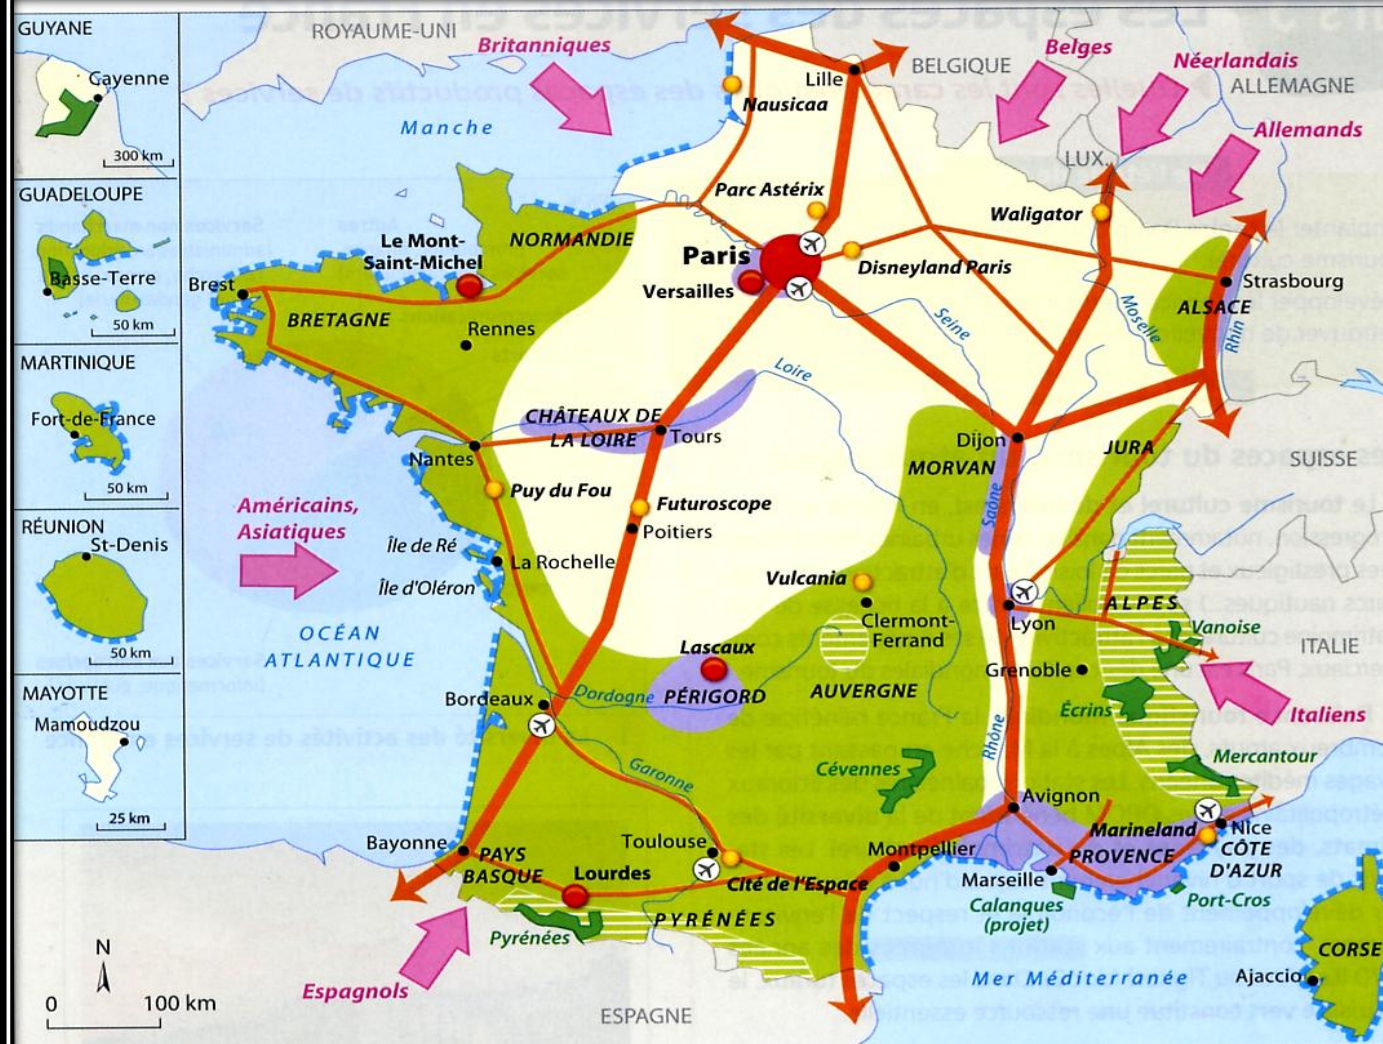 GUYANE
Cayenne
300 km
GUADELOUPE
Basse-Terre
50 km
MARTINIQUE
Fort-de-France
50 km
RÉUNION
St-Denis
50 km
MAYOTTE
Mamoudzou
25 km
ROYAUME-UNI
Britanniques
Manche
Belges
Néerlandais
BELGIQUE
ALLEMAGNE
Allemands
LUX.
Lille
Nausicaa
Parc Astérix
Waligator
NORMANDIE
Le Mont-
Saint-Michel
Paris
Versailles
Disneyland Paris
Strasbourg
ALSACE
Brest
BRETAGNE
Rennes
Seine
Moselle
Rhin
Loire
CHÂTEAUX DE
LA LOIRE
Tours
Nantes
Dijon
MORVAN
JURA
SUISSE
Saône
Puy du Fou
Futuroscope
Poitiers
Américains,
Asiatiques
Île de Ré
La Rochelle
Île d'Oléron
Vulcania
Clermont-
Ferrand
Lyon
ALPES
Vanoise
ITALIE
OCÉAN
ATLANTIQUE
Lascaux
PÉRIGORD
AUVERGNE
Grenoble
Écrins
Italiens
Bordeaux
Dordogne
Garonne
Rhône
Cévennes
Mercantour
Avignon
Bayonne
PAYS
BASQUE
Toulouse
Lourdes
Cité de l'Espace
Montpellier
Marineland
Nice
PROVENCE
CÔTE
D'AZUR
Marseille
Calanques
(projet)
Port-Cros
Pyrénées
PYRÉNÉES
CORSE
Ajaccio
Mer Méditerranée
Espagnols
ESPAGNE
N
0 100 km